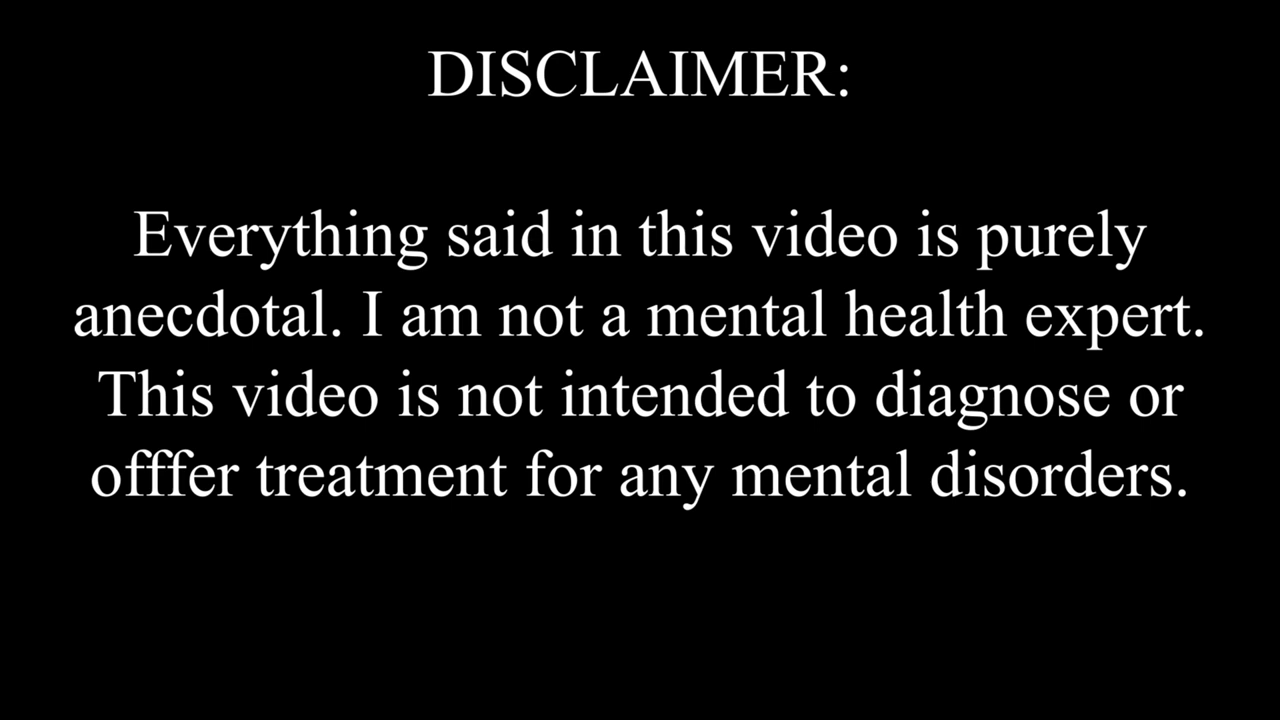 DISCLAIMER:
Everything said in this video is purely
anecdotal. I am not a mental health expert.
This video is not intended to diagnose or
offfer treatment for any mental disorders.